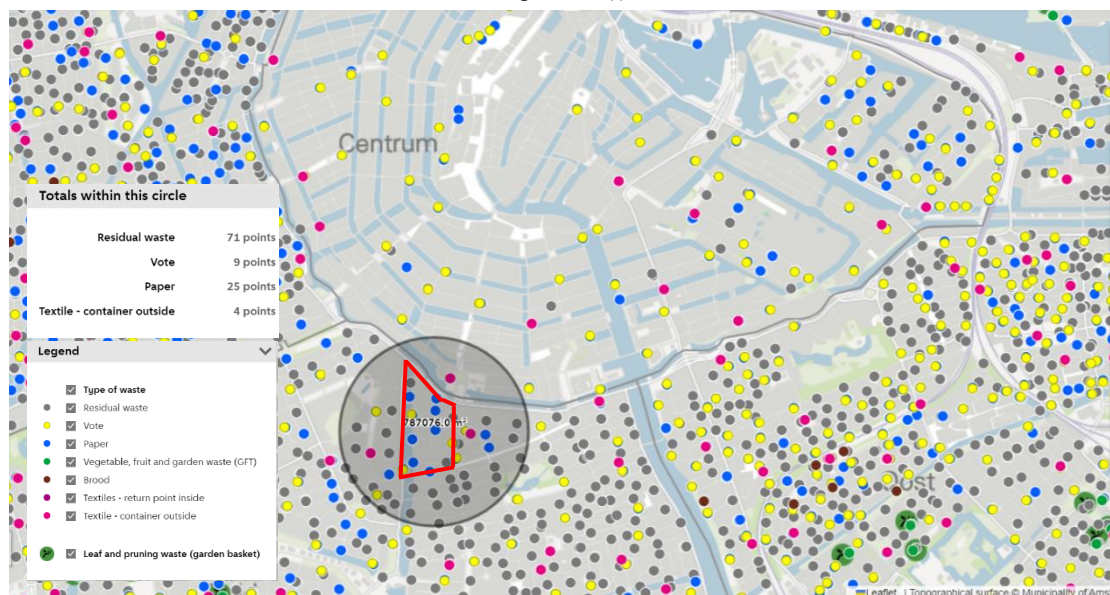 Centrum
Totals within this circle
Residual waste 71 points
Vote 9 points
Paper 25 points
Textile - container outside 4 points
Legend
Type of waste
Residual waste
Vote
Paper
Vegetable, fruit and garden waste (GFT)
Brood
Textiles - return point inside
Textile - container outside
Leaf and pruning waste (garden basket)
787076.0 m²
Leaflet | Topographical surface © Municipality of Ams